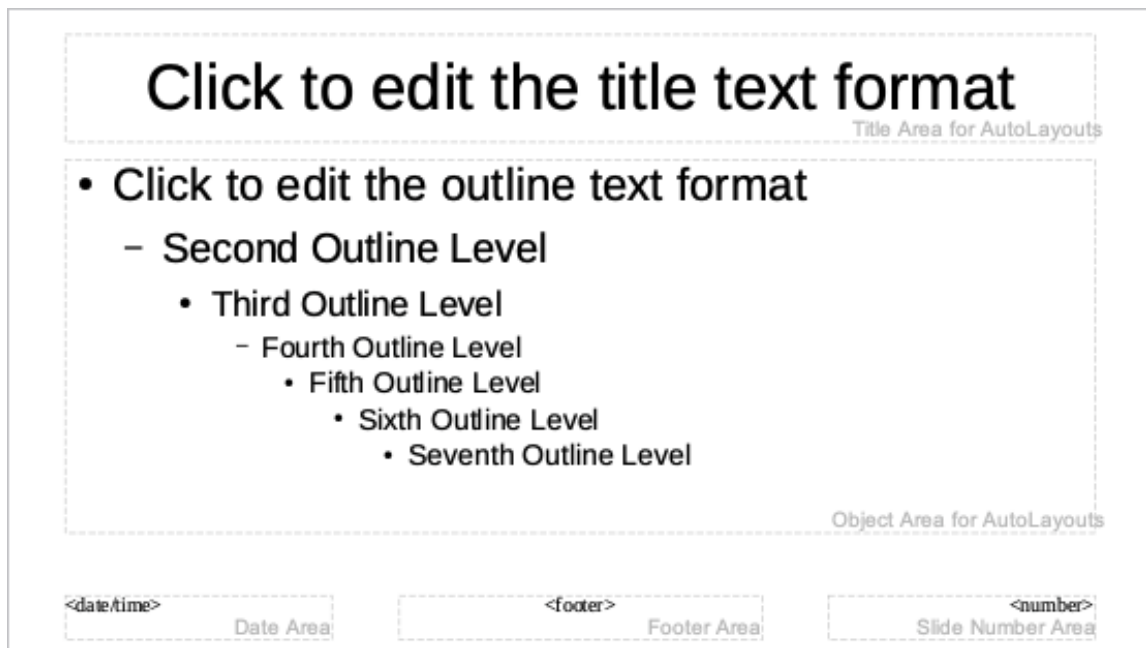 Click to edit the title text format
Title Area for AutoLayouts
• Click to edit the outline text format
– Second Outline Level
• Third Outline Level
– Fourth Outline Level
• Fifth Outline Level
• Sixth Outline Level
• Seventh Outline Level
Object Area for AutoLayouts
<date/time>
Date Area
<footer>
Footer Area
<number>
Slide Number Area